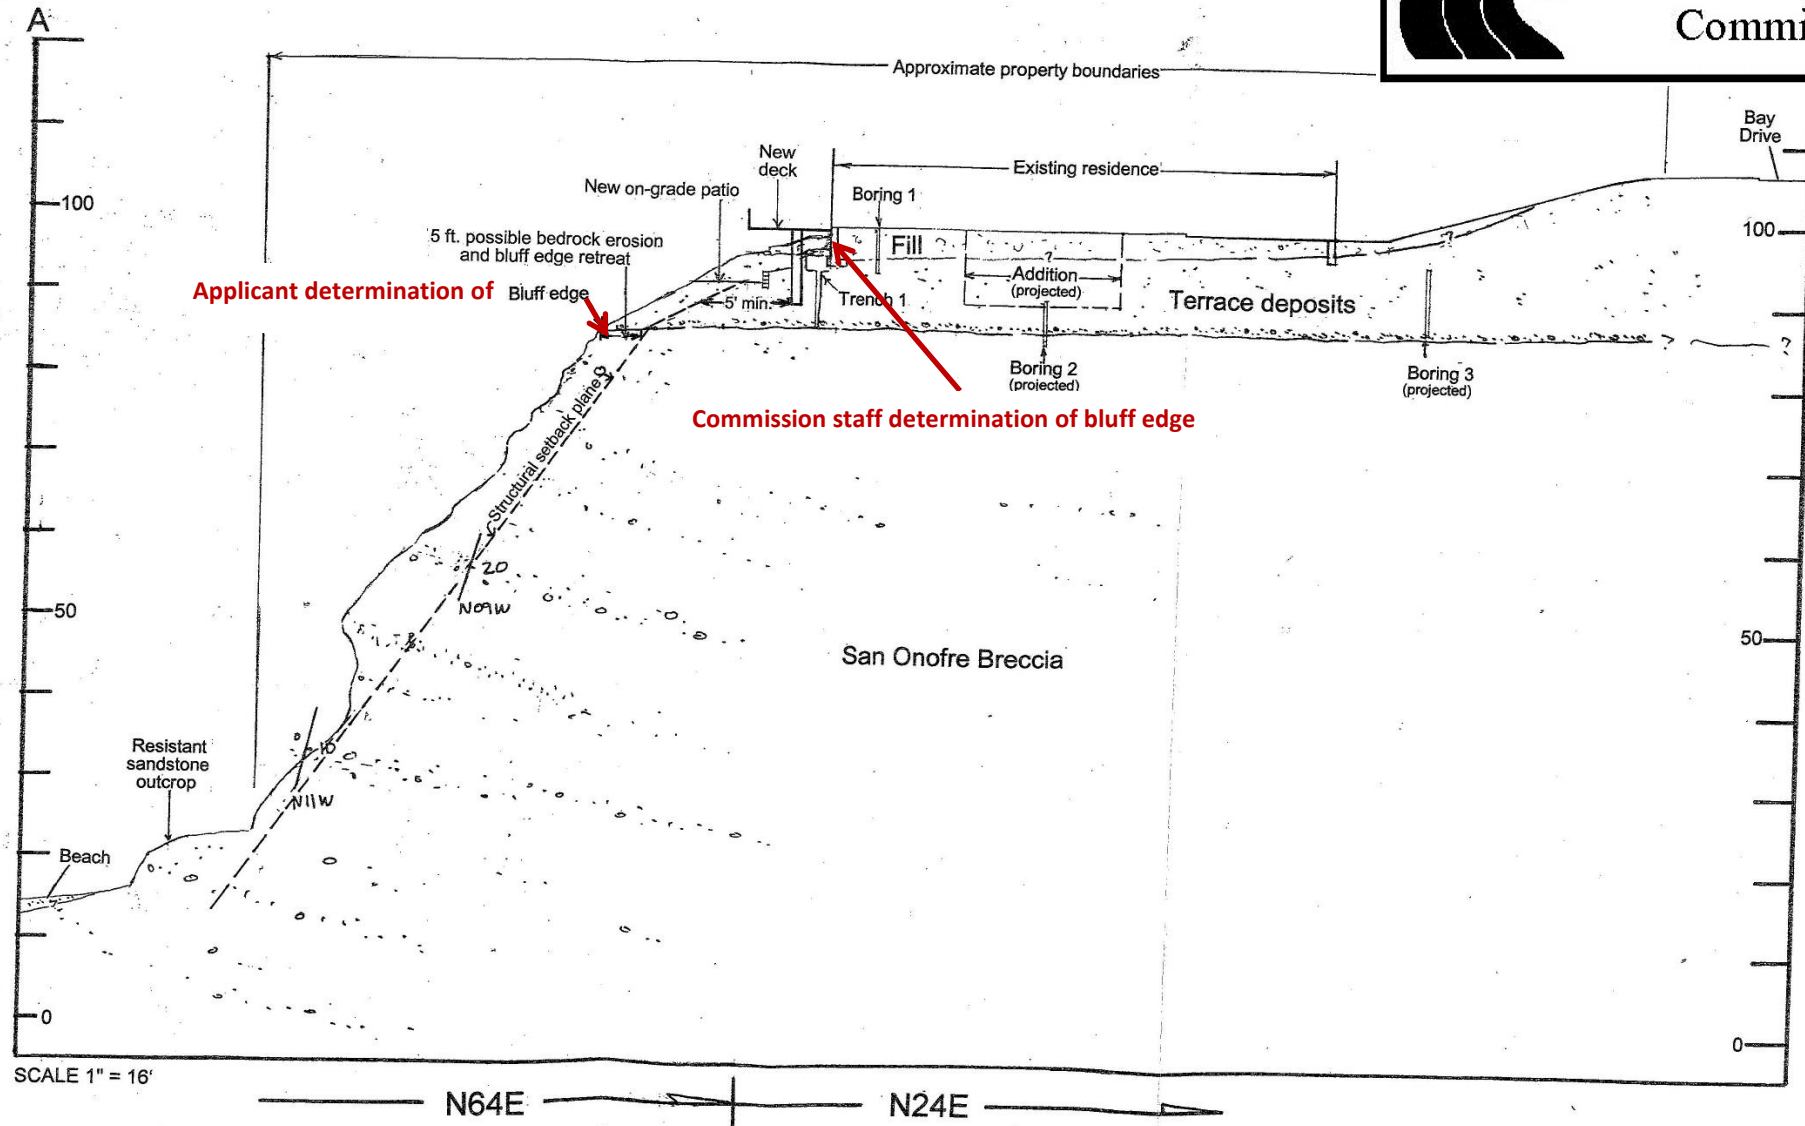 A
Commi
Approximate property boundaries
Bay
Drive
New
deck
Existing residence
New on-grade patio
Boring 1
100
100
5 ft. possible bedrock erosion
and bluff edge retreat
Fill
?
?
?
?
Addition
(projected)
Applicant determination of Bluff edge
5' min.
Trench 1
Terrace deposits
?
?
Boring 2
(projected)
Boring 3
(projected)
Commission staff determination of bluff edge
Structural setback plane
20
N09W
50
50
San Onofre Breccia
Resistant
sandstone
outcrop
10
N11W
Beach
0
0
SCALE 1" = 16'
N64E
N24E